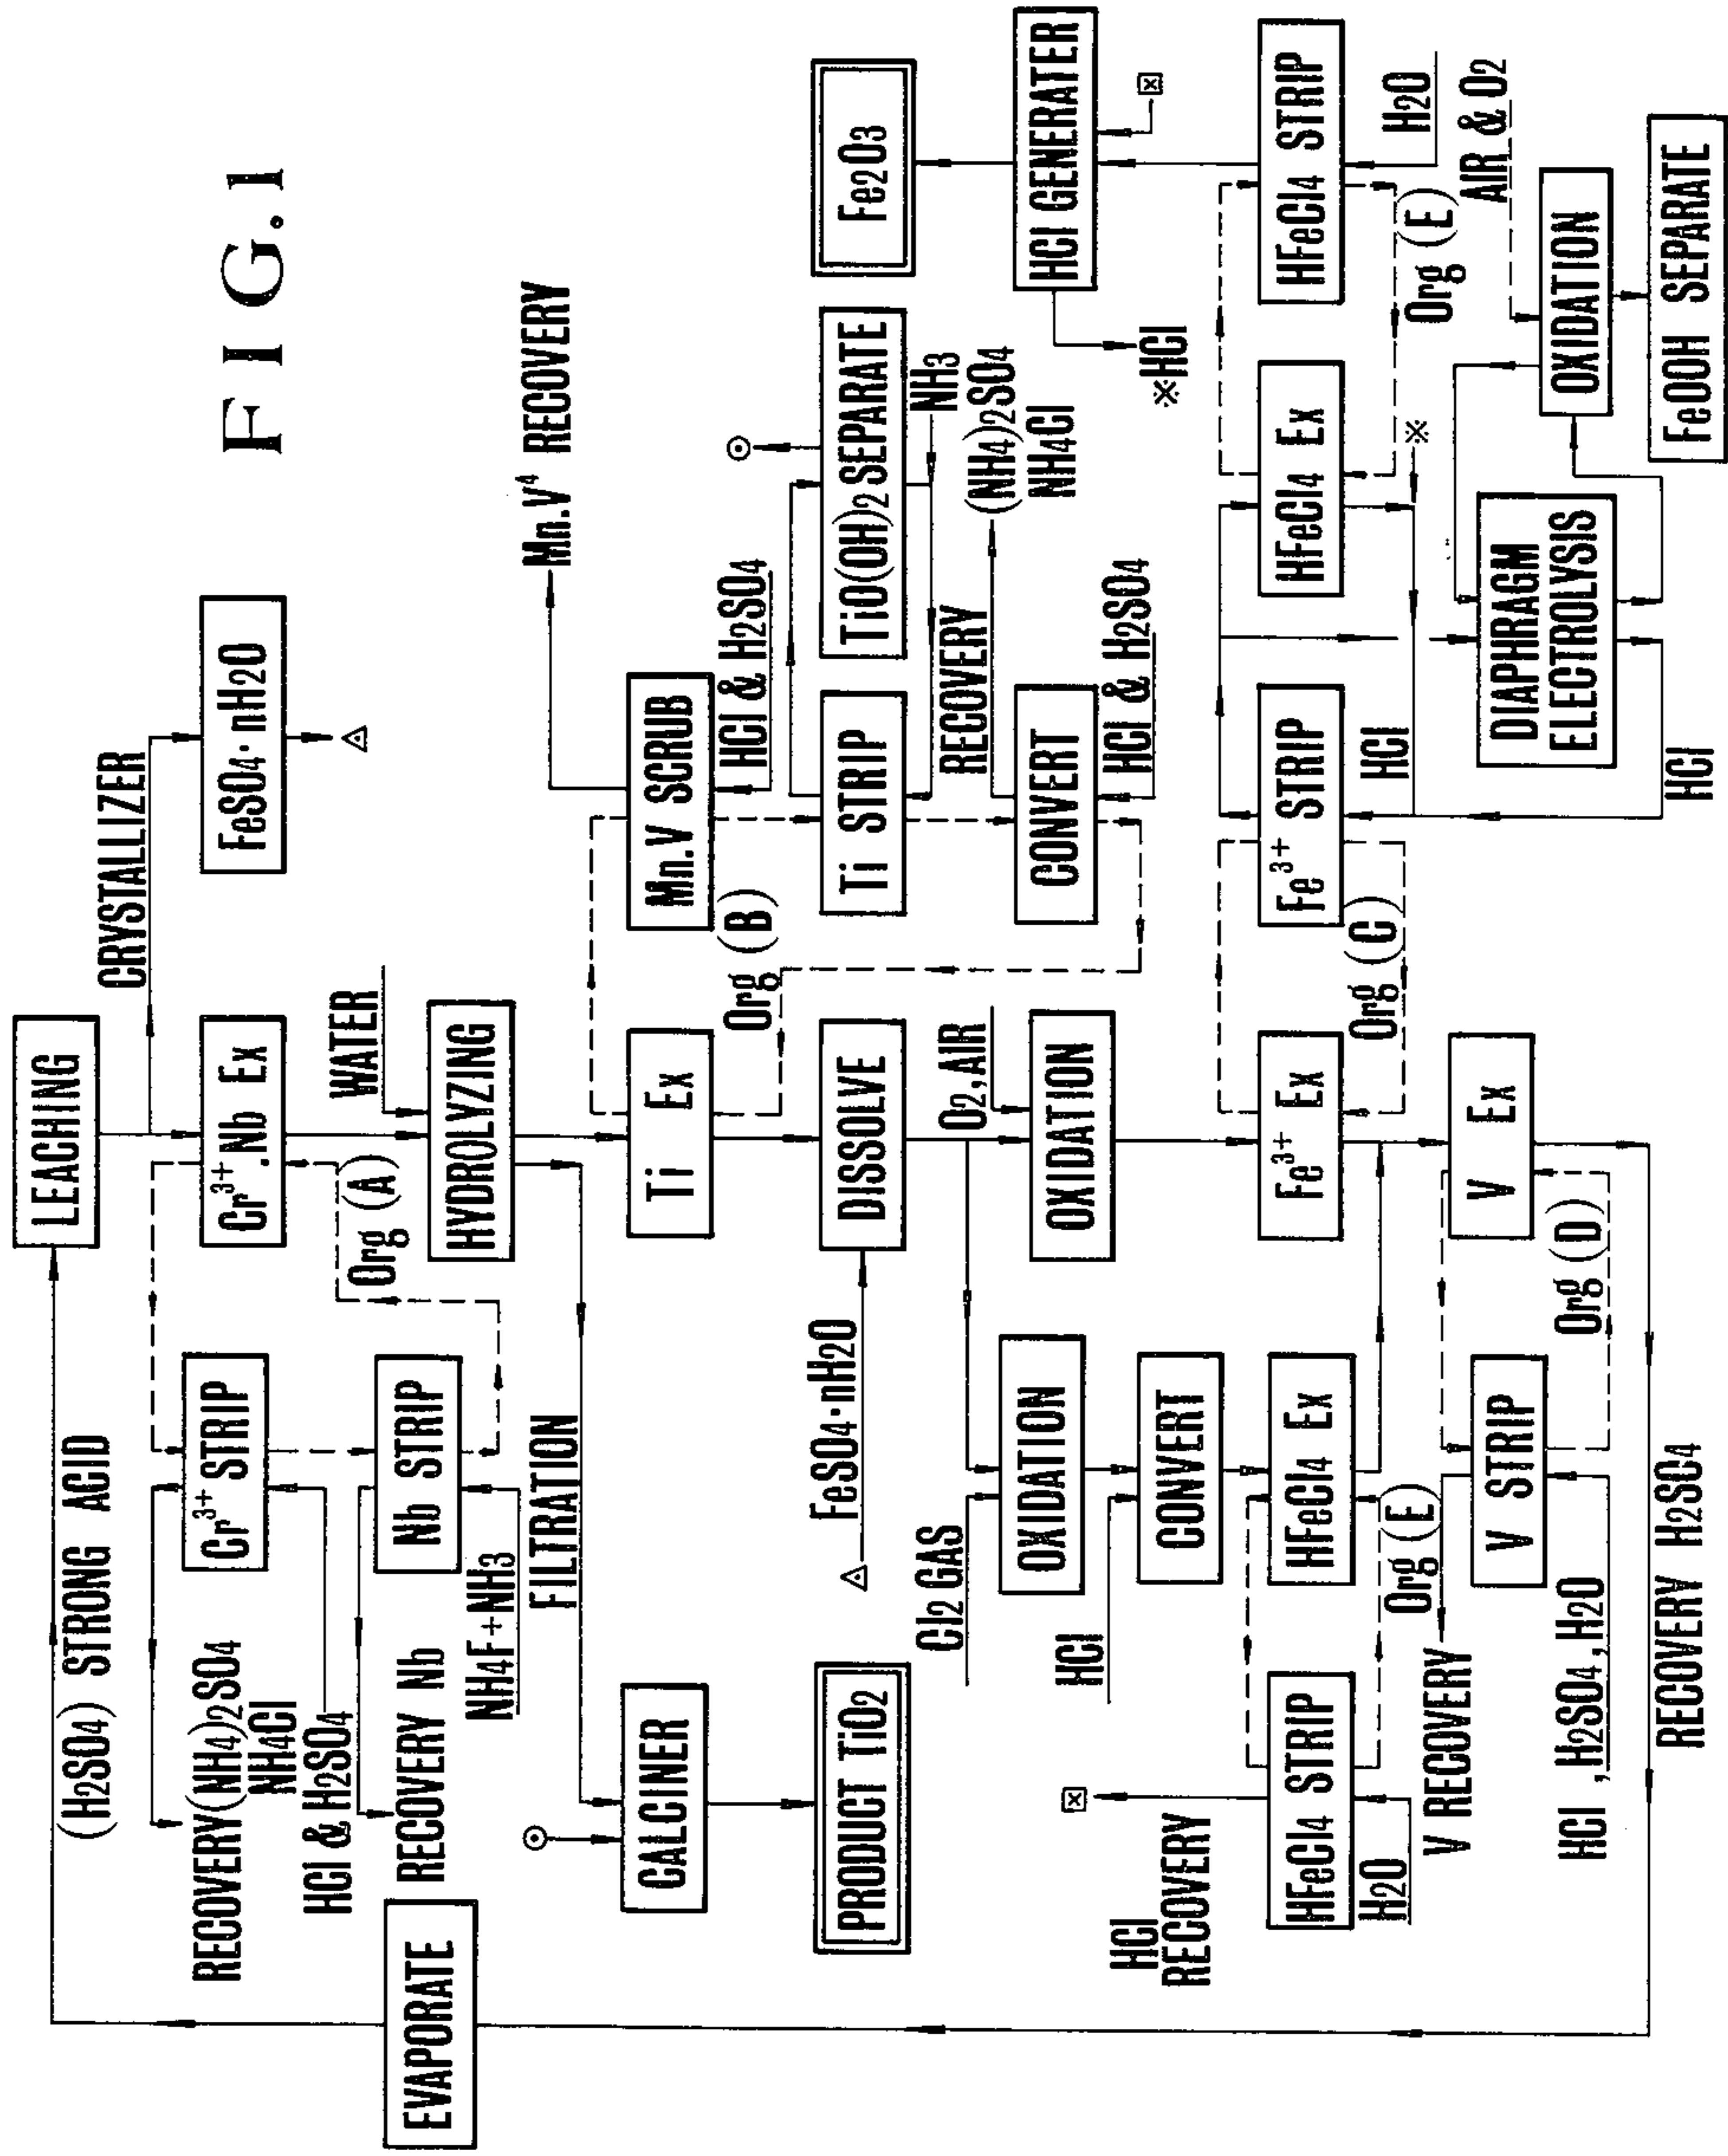 FIG.1
LEACHING
(H2SO4) STRONG ACID
CRYSTALLIZER
FeSO4·nH2O
Cr3+.Nb Ex
Cr3+ STRIP
RECOVERY(NH4)2SO4
NH4Cl
HCl & H2SO4
Org (A)
WATER
Nb STRIP
RECOVERY Nb
NH4F+NH3
EVAPORATE
HYDROLYZING
FILTRATION
Mn.V4 RECOVERY
Mn.V SCRUB
HCl & H2SO4
Ti Ex
Org (B)
CALCINER
Ti STRIP
TiO(OH)2 SEPARATE
NH3
RECOVERY
(NH4)2SO4
NH4Cl
Fe2O3
DISSOLVE
FeSO4·nH2O
PRODUCT TiO2
O2,AIR
Cl2 GAS
OXIDATION
OXIDATION
CONVERT
HCl & H2SO4
HCl GENERATER
※HCl
HCl
CONVERT
HCl
RECOVERY
Fe3+ Ex
Fe3+ STRIP
Org (C)
HCl
※
HFeCl4 Ex
HFeCl4 STRIP
H2O
Org (E)
HFeCl4 Ex
HFeCl4 STRIP
H2O
Org (E)
AIR & O2
V Ex
V STRIP
V RECOVERY
Org (D)
HCl ,H2SO4,H2O
DIAPHRAGM
ELECTROLYSIS
OXIDATION
HCl
FeOOH SEPARATE
RECOVERY H2SO4